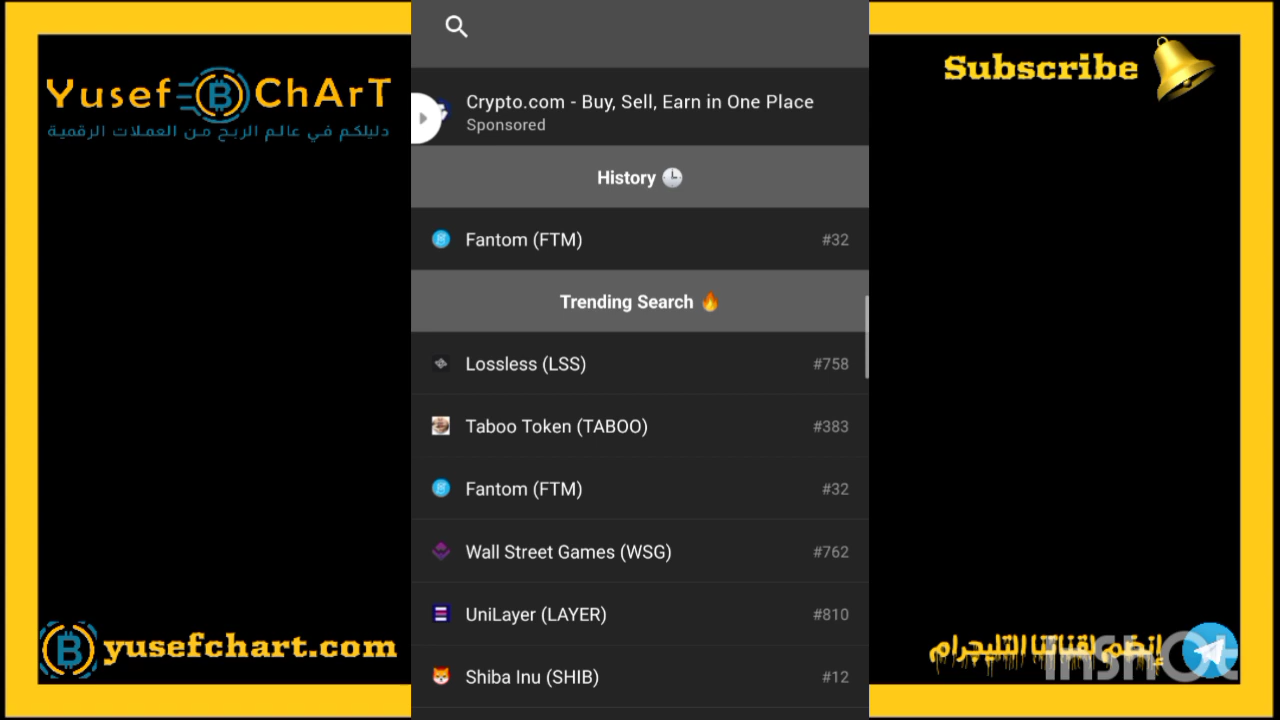 Yusef ChArT
دليلكم في عالم الربح من العملات الرقمية
Subscribe
Crypto.com - Buy, Sell, Earn in One Place
Sponsored
History
Fantom (FTM) #32
Trending Search
Lossless (LSS) #758
Taboo Token (TABOO) #383
Fantom (FTM) #32
Wall Street Games (WSG) #762
UniLayer (LAYER) #810
Shiba Inu (SHIB) #12
yusefchart.com
إنظم لقناتنا التليجرام
InShOt